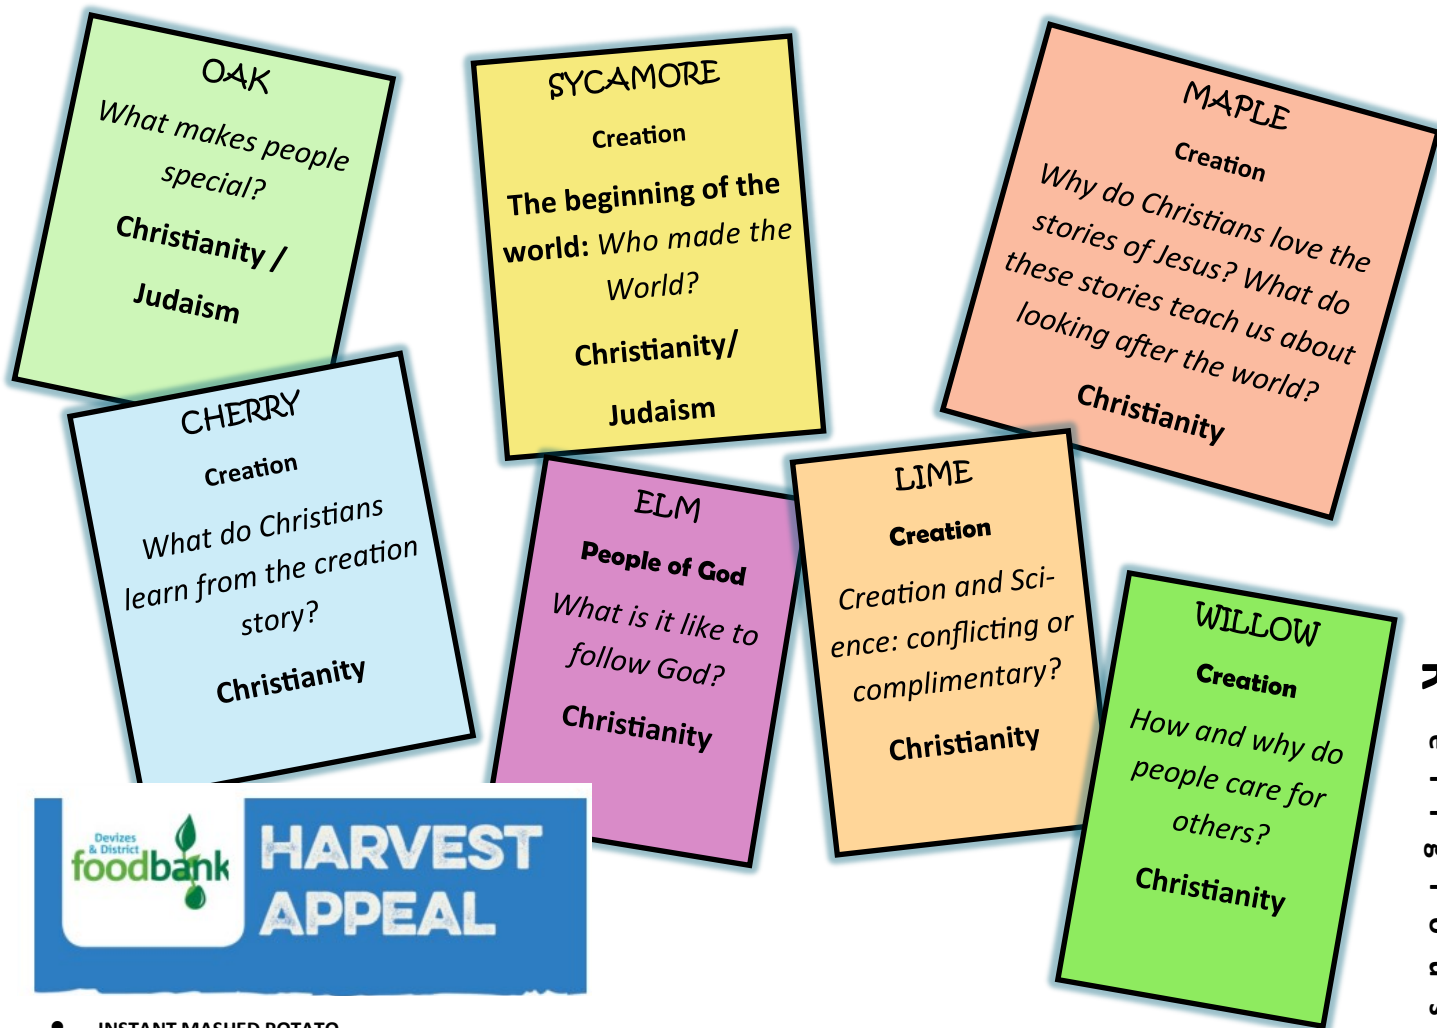 OAK
What makes people
special?
Christianity /
Judaism
SYCAMORE
Creation
The beginning of the
world: Who made the
World?
Christianity/
Judaism
MAPLE
Creation
Why do Christians love the
stories of Jesus? What do
these stories teach us about
looking after the world?
Christianity
CHERRY
Creation
What do Christians
learn from the creation
story?
Christianity
ELM
People of God
What is it like to
follow God?
Christianity
LIME
Creation
Creation and Sci-
ence: conflicting or
complimentary?
Christianity
WILLOW
Creation
How and why do
people care for
others?
Christianity
Devizes
& District
foodbank
HARVEST
APPEAL
• INSTANT MASHED POTATO